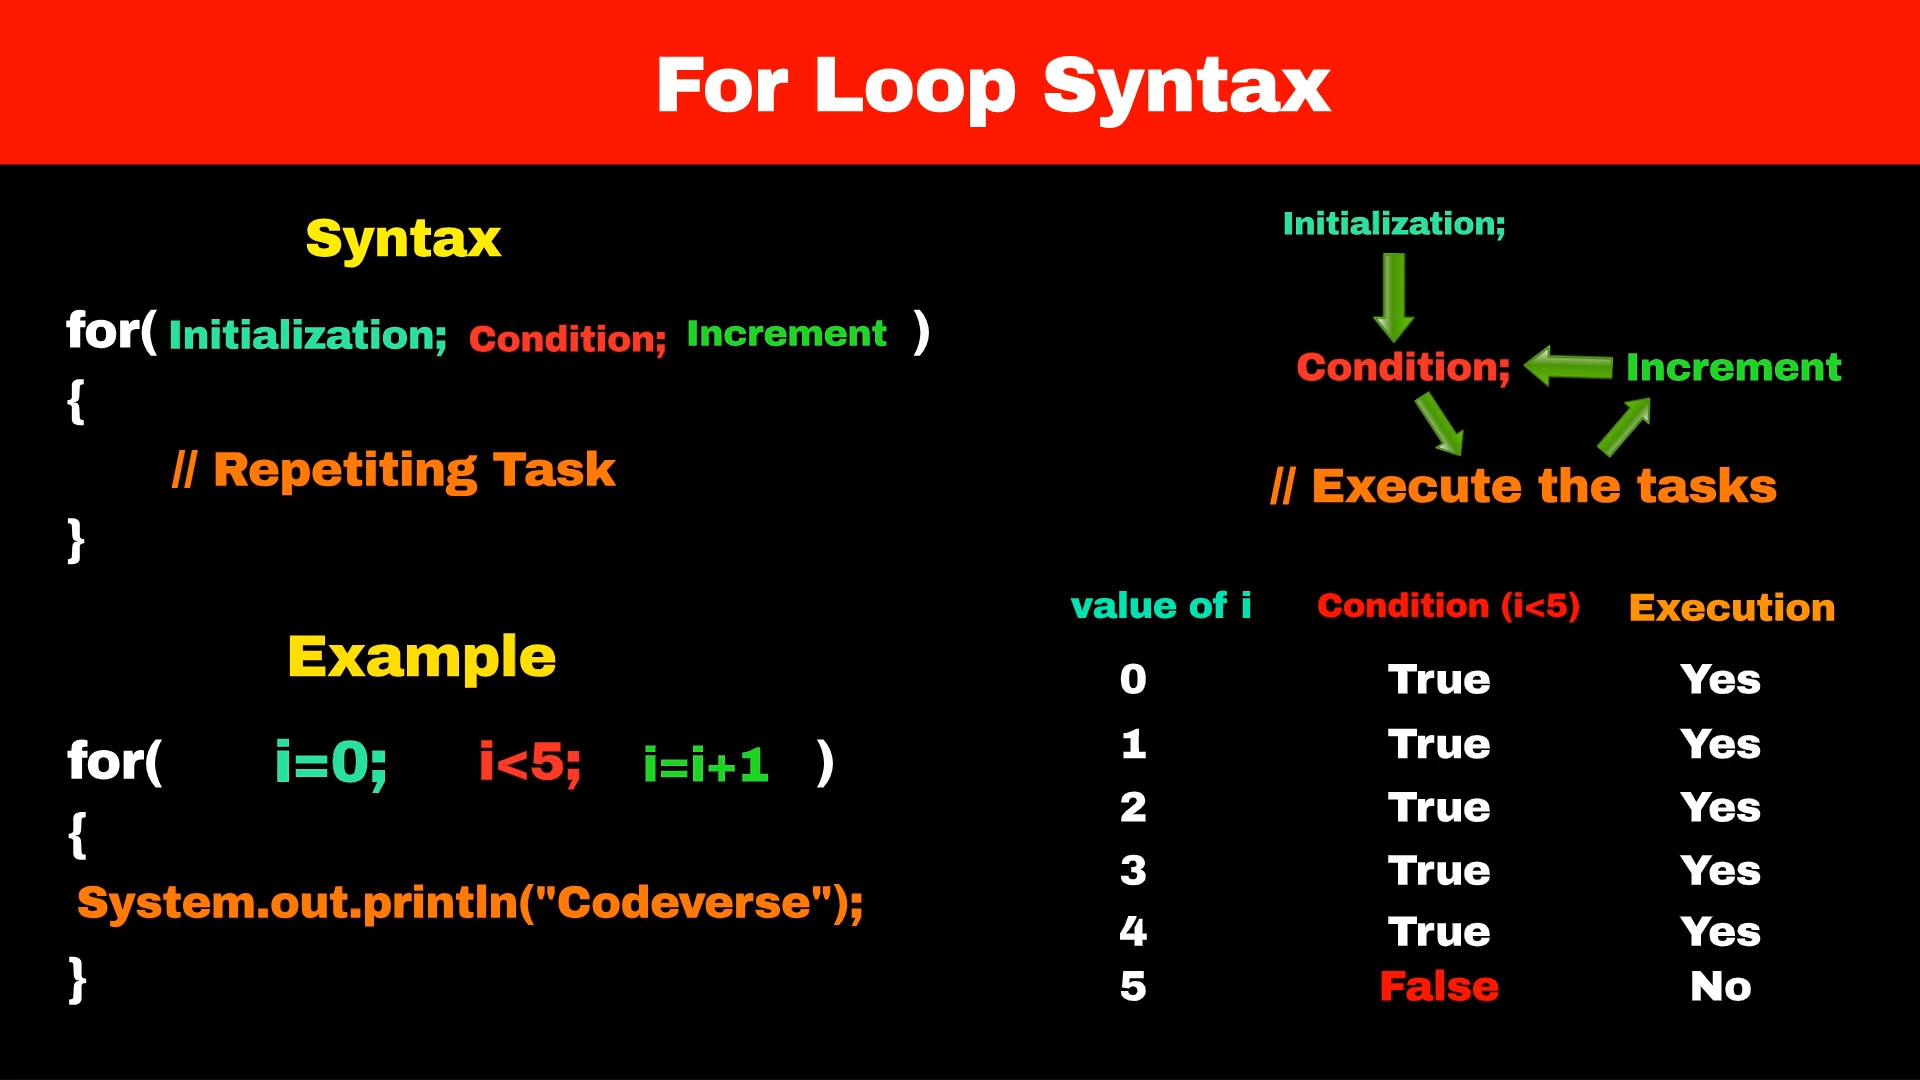 For Loop Syntax
Syntax
for( Initialization; Condition; Increment )
{
// Repetiting Task
}
Example
for( i=0; i<5; i=i+1 )
{
System.out.println("Codeverse");
}
Initialization;
Condition; Increment
// Execute the tasks
value of i Condition (i<5) Execution
0 True Yes
1 True Yes
2 True Yes
3 True Yes
4 True Yes
5 False No